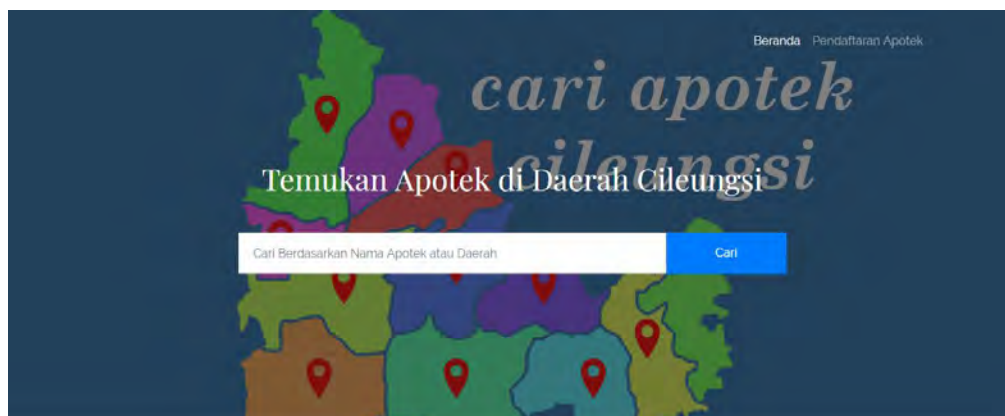 Beranda Pendaftaran Apotek
cari apotek
cileungsi
Temukan Apotek di Daerah Cileungsi
Cari Berdasarkan Nama Apotek atau Daerah
Cari